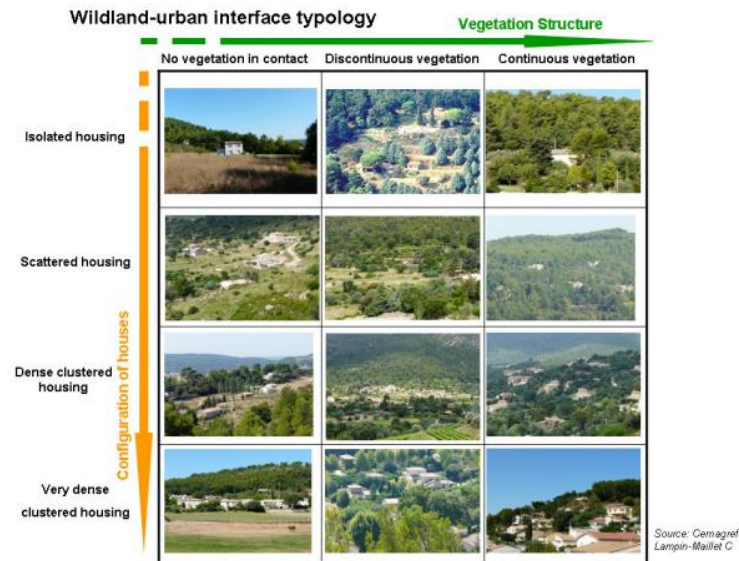 Wildland-urban interface typology
Vegetation Structure
No vegetation in contact
Discontinuous vegetation
Continuous vegetation
Configuration of houses
Isolated housing
Scattered housing
Dense clustered
housing
Very dense
clustered housing
Source: Cemagref
Lampin-Maillet C